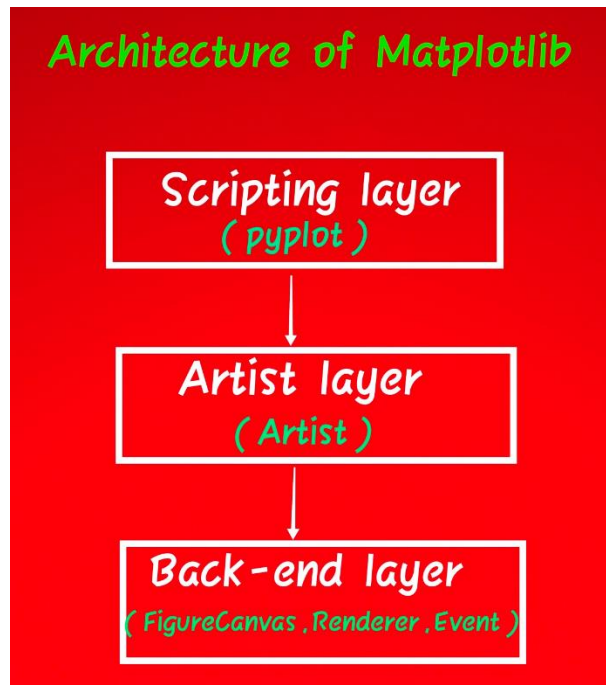 Architecture of Matplotlib
Scripting layer
( pyplot )
Artist layer
( Artist )
Back-end layer
( FigureCanvas , Renderer , Event )